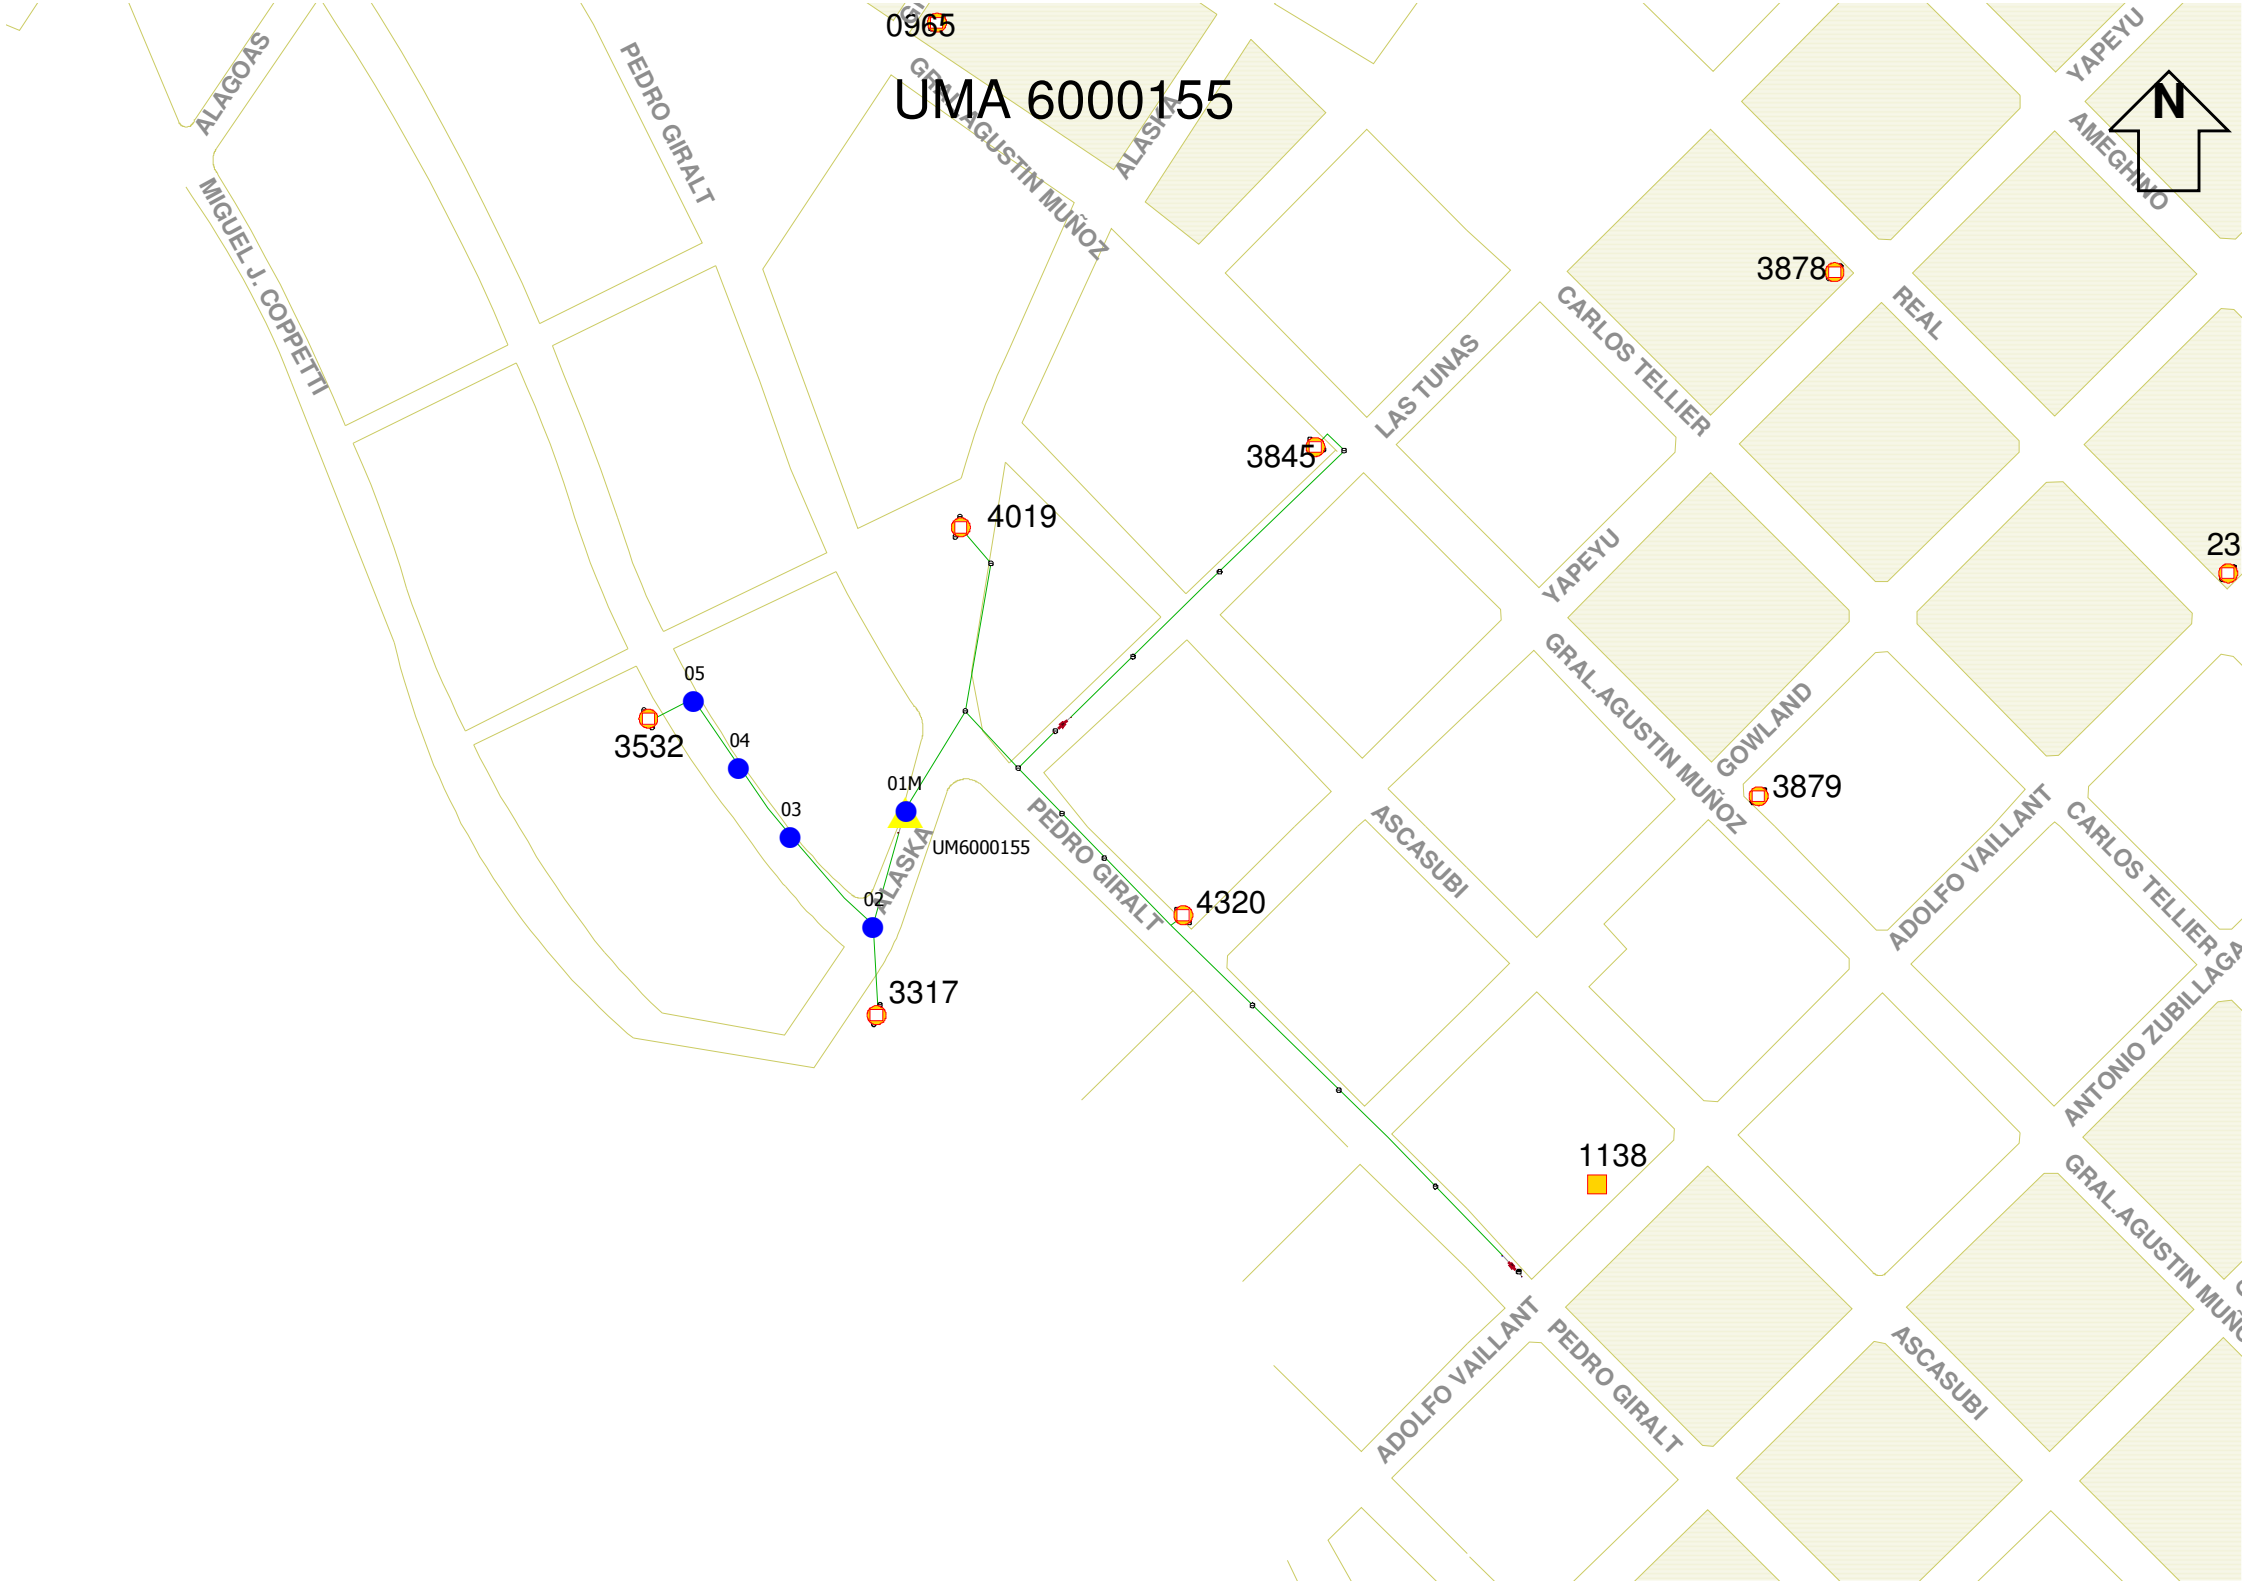 0965
UMA 6000155
N
ALAGOAS
PEDRO GIRALT
GRAL.AGUSTIN MUÑOZ
ALASKA
YAPEYU
AMEGHINO
MIGUEL J. COPPETTI
3878
REAL
CARLOS TELLIER
LAS TUNAS
3845
4019
23
YAPEYU
GRAL.AGUSTIN MUÑOZ
GOWLAND
05
3532
04
03
01M
UM6000155
ALASKA
02
3317
PEDRO GIRALT
4320
ASCASUBI
3879
ADOLFO VAILLANT
CARLOS TELLIER
ANTONIO ZUBILLAGA
1138
GRAL.AGUSTIN MUÑO
ADOLFO VAILLANT
PEDRO GIRALT
ASCASUBI